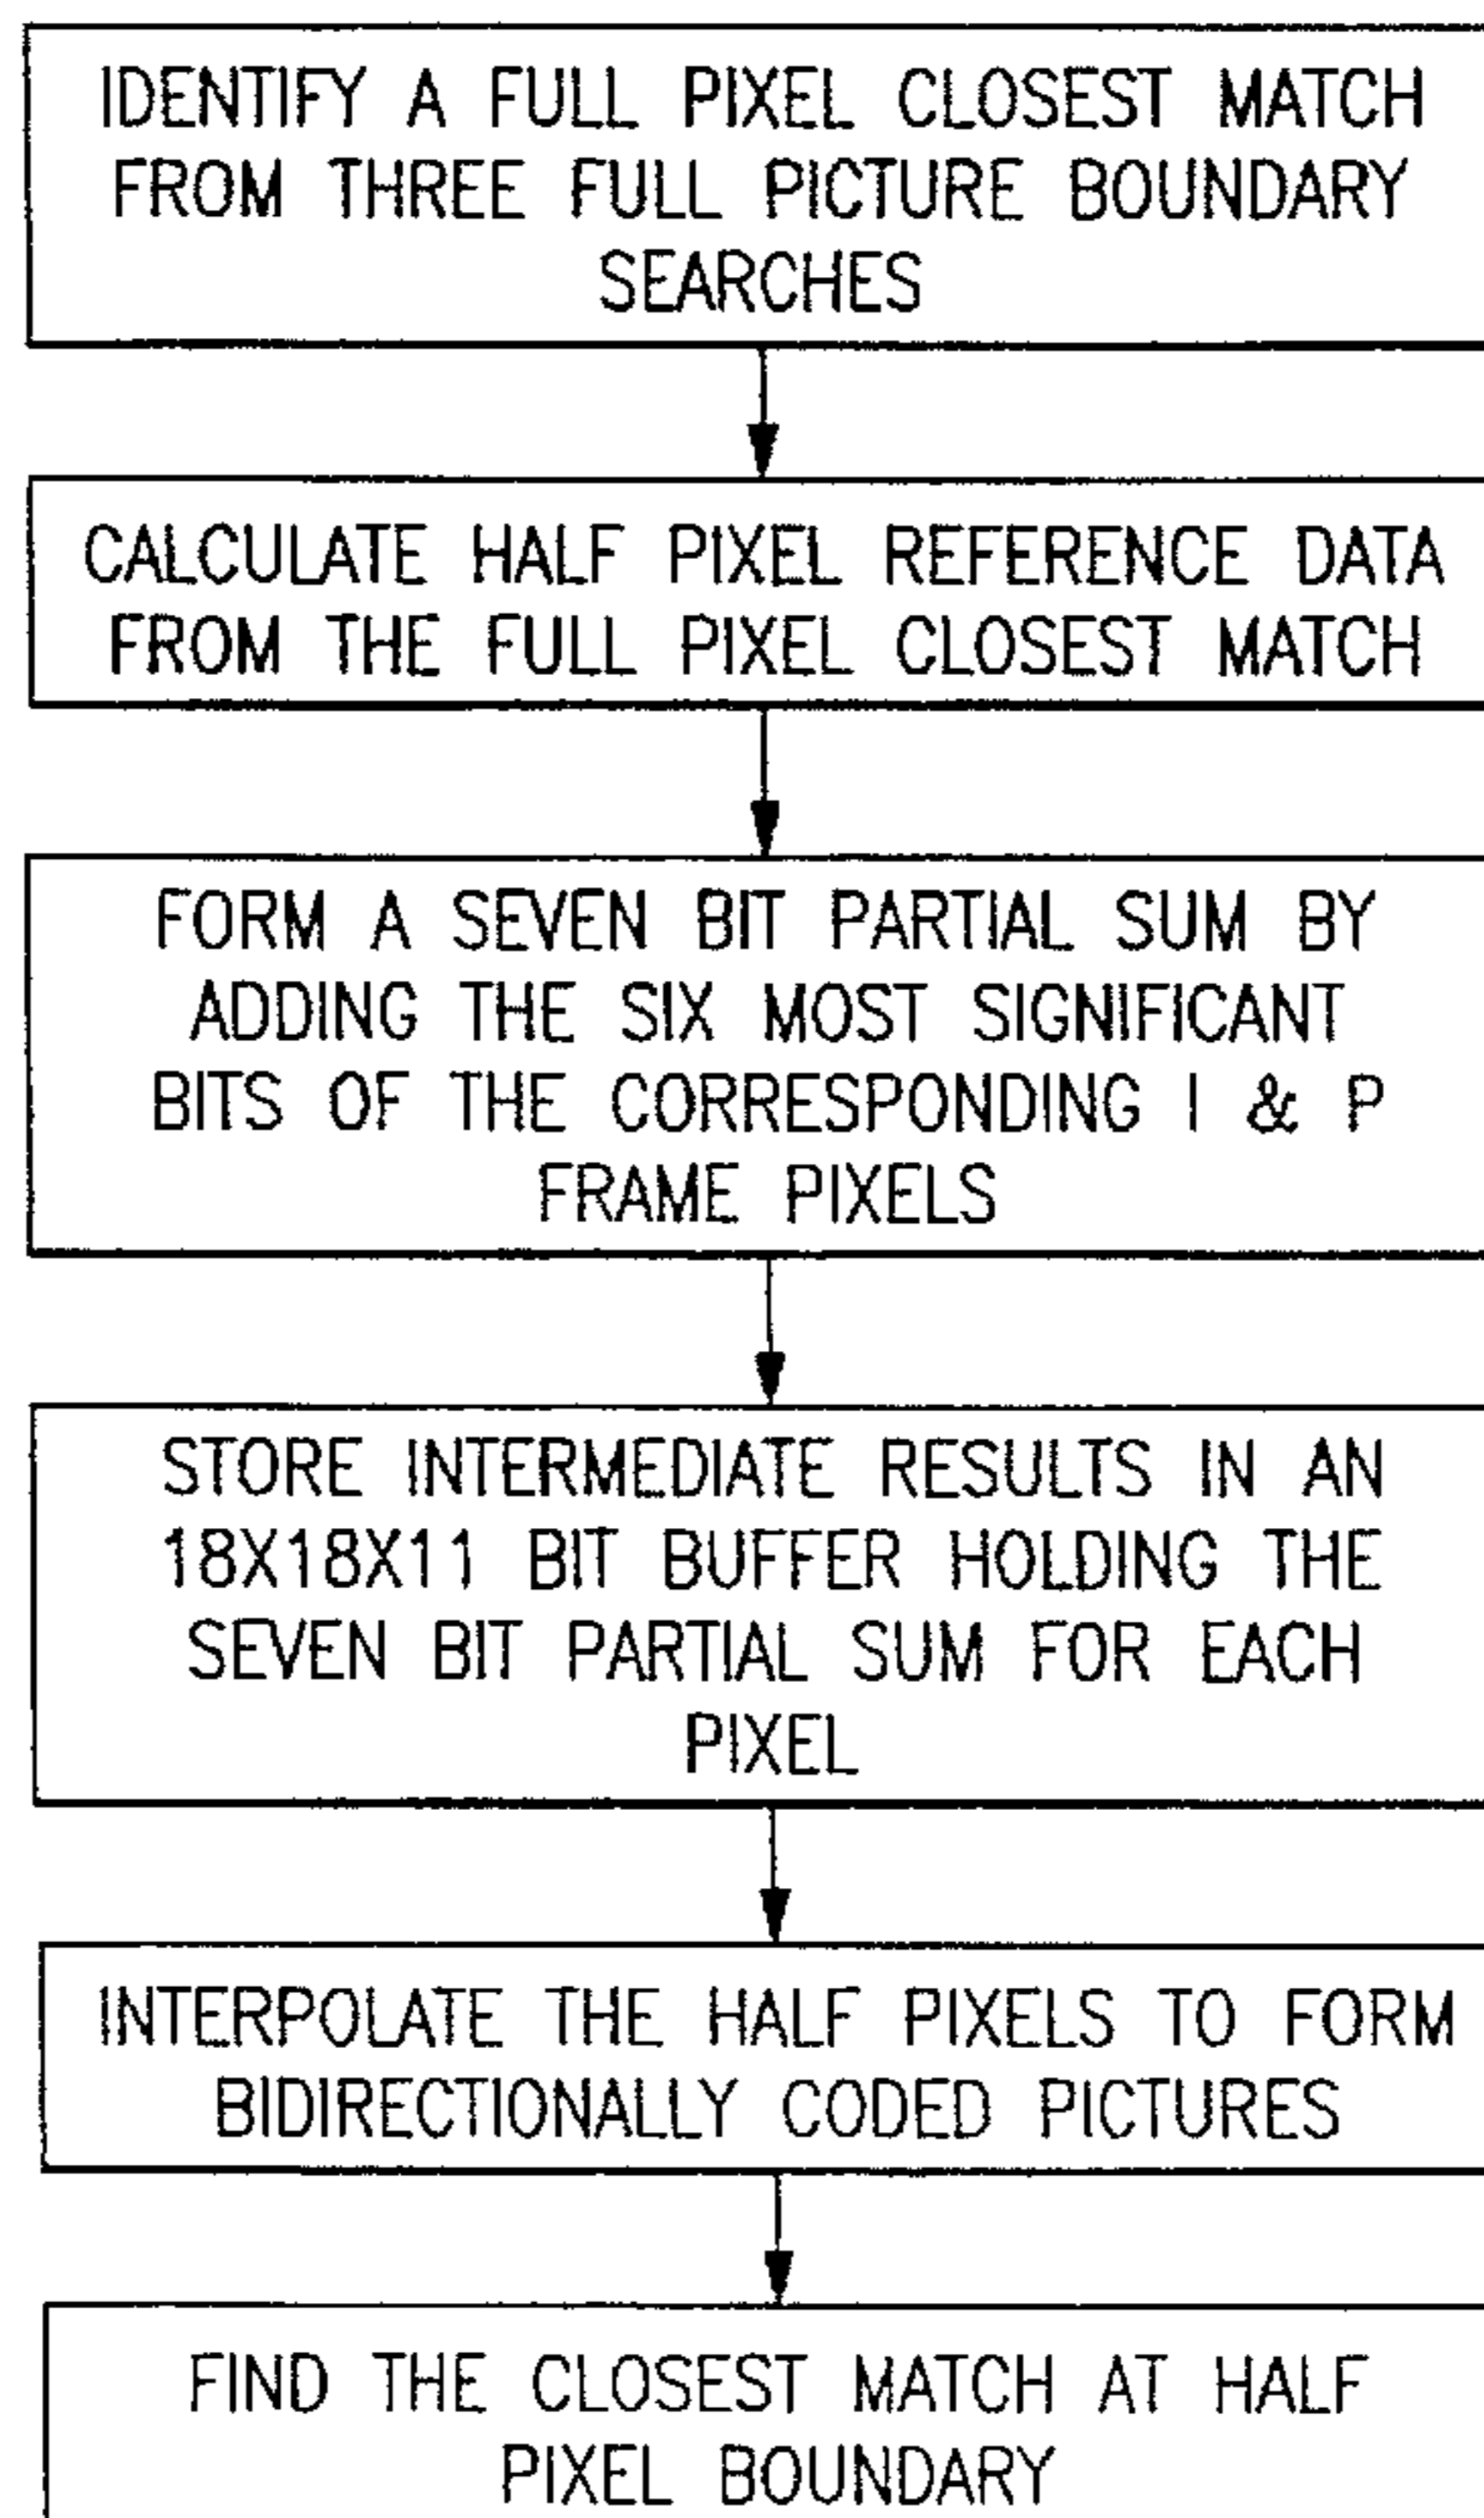 IDENTIFY A FULL PIXEL CLOSEST MATCH
FROM THREE FULL PICTURE BOUNDARY
SEARCHES
CALCULATE HALF PIXEL REFERENCE DATA
FROM THE FULL PIXEL CLOSEST MATCH
FORM A SEVEN BIT PARTIAL SUM BY
ADDING THE SIX MOST SIGNIFICANT
BITS OF THE CORRESPONDING I & P
FRAME PIXELS
STORE INTERMEDIATE RESULTS IN AN
18X18X11 BIT BUFFER HOLDING THE
SEVEN BIT PARTIAL SUM FOR EACH
PIXEL
INTERPOLATE THE HALF PIXELS TO FORM
BIDIRECTIONALLY CODED PICTURES
FIND THE CLOSEST MATCH AT HALF
PIXEL BOUNDARY